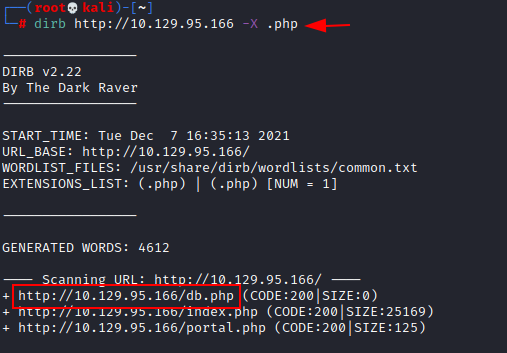 ┌──(root💀kali)-[~]
└─# dirb http://10.129.95.166 -X .php
-----------------
DIRB v2.22
By The Dark Raver
-----------------
START_TIME: Tue Dec  7 16:35:13 2021
URL_BASE: http://10.129.95.166/
WORDLIST_FILES: /usr/share/dirb/wordlists/common.txt
EXTENSIONS_LIST: (.php) | (.php) [NUM = 1]
-----------------
GENERATED WORDS: 4612
---- Scanning URL: http://10.129.95.166/ ----
+ http://10.129.95.166/db.php (CODE:200|SIZE:0)
+ http://10.129.95.166/index.php (CODE:200|SIZE:25169)
+ http://10.129.95.166/portal.php (CODE:200|SIZE:125)